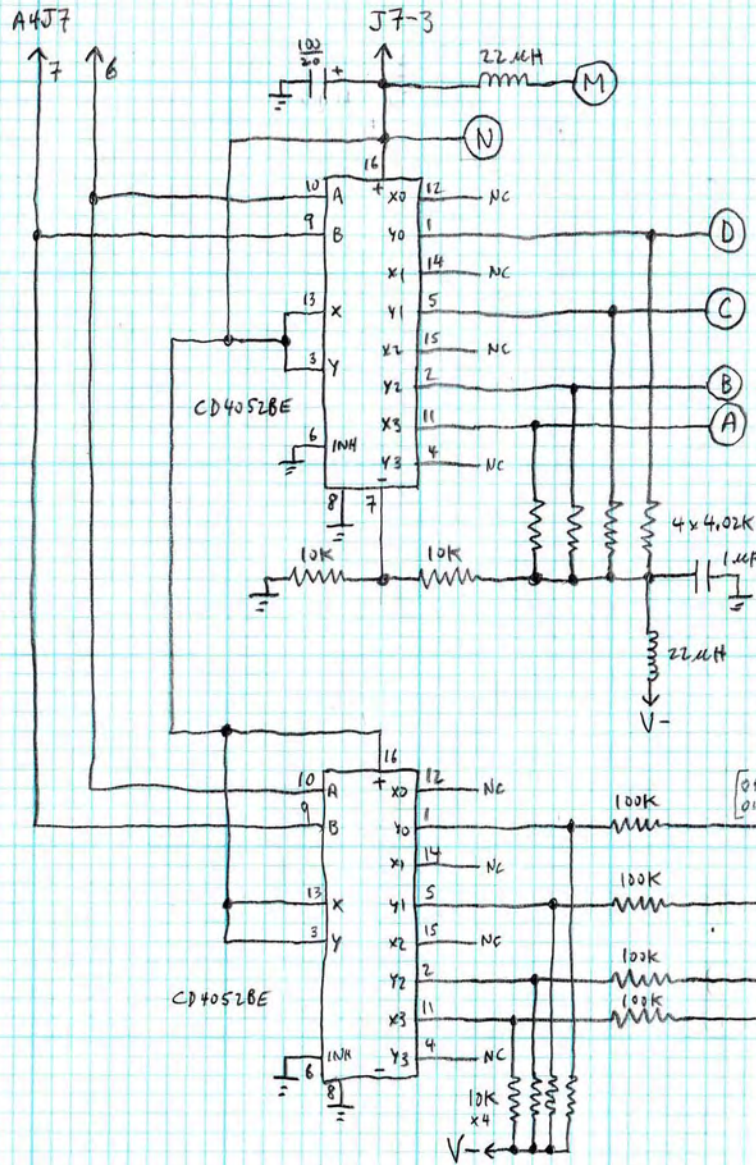 A4J7
J7-3
7
6
100
20
+
22 µH
M
N
16
+
10 A X0 12 NC
9 B Y0 1 D
X1 14 NC
13 X Y1 5 C
X2 15 NC
3 Y
Y2 2 B
CD4052BE
X3 11 A
6 INH
Y3 4 NC
8 7 -
4 x 4.02K
10K 10K
22 µH
V-
16
+
10 A X0 12 NC
9 B Y0 1 100K
X1 14 NC
13 X Y1 5 100K
3 Y X2 15 NC
Y2 2 100K
CD4052BE
X3 11 100K
6 INH Y3 4 NC
8 -
10K
x4
V-